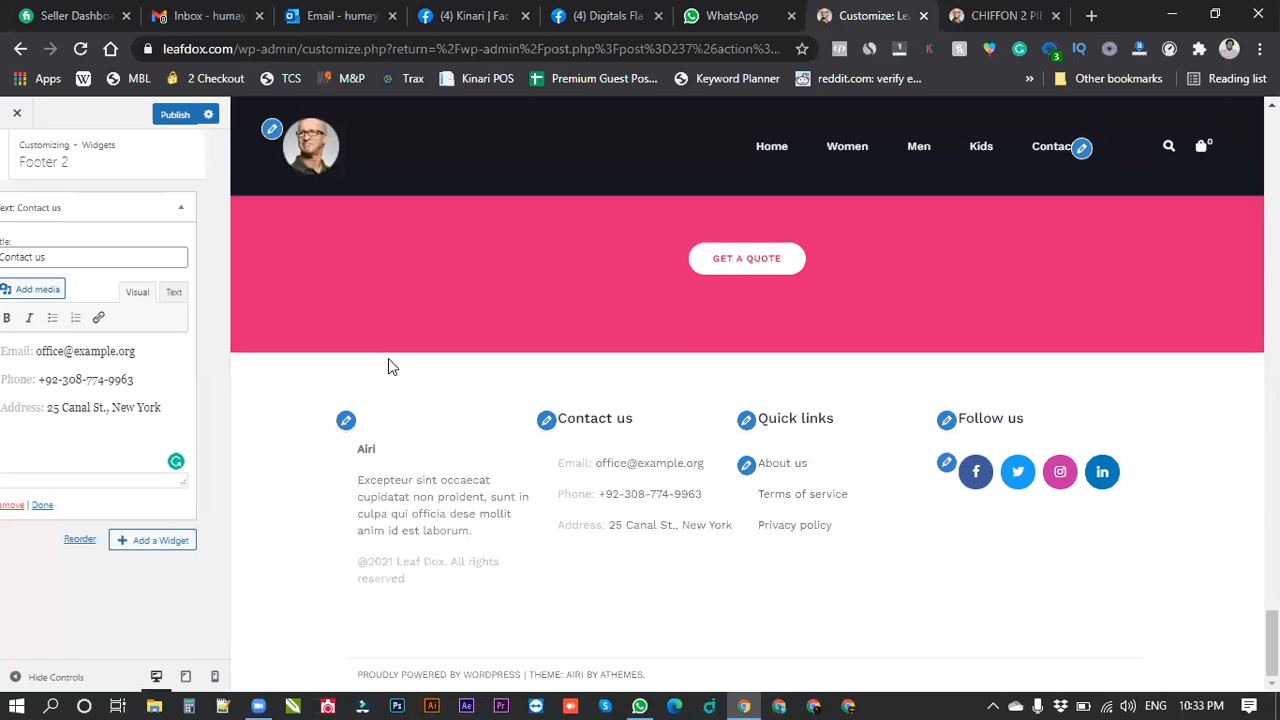 Seller Dashboard
Inbox - huma
Email - huma
(4) Kinari | Fac
(4) Digitals Fla
WhatsApp
Customize: Le
CHIFFON 2 PIE
leafdox.com/wp-admin/customize.php?return=%2Fwp-admin%2Fpost.php%3Fpost%3D237%26action%3...
Apps
MBL
2 Checkout
TCS
M&P
Trax
Kinari POS
Premium Guest Pos...
Keyword Planner
reddit.com: verify e...
Other bookmarks
Reading list
Publish
Customizing ▸ Widgets
Footer 2
Text: Contact us
Title:
Contact us
Add media
Visual
Text
B I
Email: office@example.org
Phone: +92-308-774-9963
Address: 25 Canal St., New York
Remove | Done
Reorder
+ Add a Widget
Hide Controls
Home
Women
Men
Kids
Contac
0
GET A QUOTE
Airi
Excepteur sint occaecat
cupidatat non proident, sunt in
culpa qui officia dese mollit
anim id est laborum.
@2021 Leaf Dox. All rights
reserved
Contact us
Email: office@example.org
Phone: +92-308-774-9963
Address: 25 Canal St., New York
Quick links
About us
Terms of service
Privacy policy
Follow us
PROUDLY POWERED BY WORDPRESS | THEME: AIRI BY ATHEMES.
ENG
10:33 PM